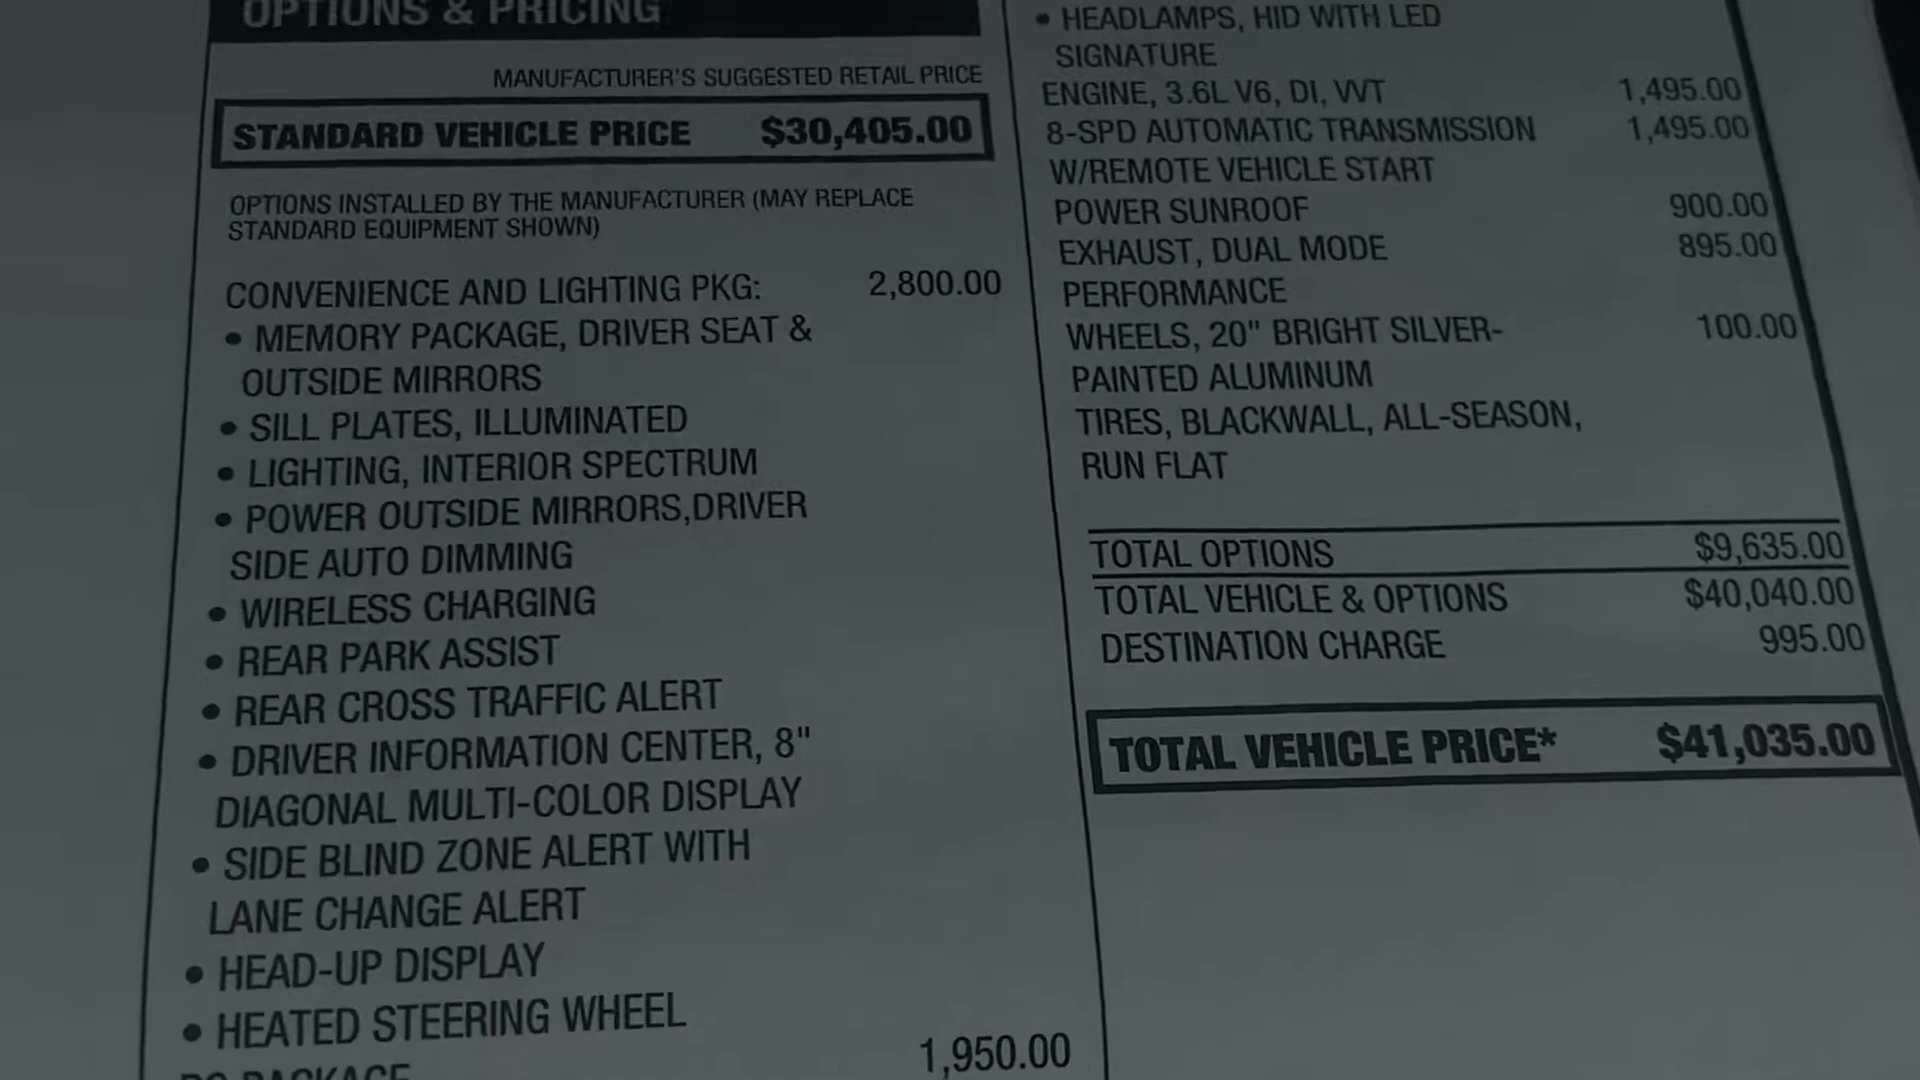 OPTIONS & PRICING
MANUFACTURER'S SUGGESTED RETAIL PRICE
STANDARD VEHICLE PRICE $30,405.00
OPTIONS INSTALLED BY THE MANUFACTURER (MAY REPLACE
STANDARD EQUIPMENT SHOWN)
CONVENIENCE AND LIGHTING PKG: 2,800.00
• MEMORY PACKAGE, DRIVER SEAT &
OUTSIDE MIRRORS
• SILL PLATES, ILLUMINATED
• LIGHTING, INTERIOR SPECTRUM
• POWER OUTSIDE MIRRORS,DRIVER
SIDE AUTO DIMMING
• WIRELESS CHARGING
• REAR PARK ASSIST
• REAR CROSS TRAFFIC ALERT
• DRIVER INFORMATION CENTER, 8"
DIAGONAL MULTI-COLOR DISPLAY
• SIDE BLIND ZONE ALERT WITH
LANE CHANGE ALERT
• HEAD-UP DISPLAY
• HEATED STEERING WHEEL
RS PACKAGE 1,950.00
• HEADLAMPS, HID WITH LED
SIGNATURE
ENGINE, 3.6L V6, DI, VVT 1,495.00
8-SPD AUTOMATIC TRANSMISSION 1,495.00
W/REMOTE VEHICLE START
POWER SUNROOF 900.00
EXHAUST, DUAL MODE 895.00
PERFORMANCE
WHEELS, 20" BRIGHT SILVER- 100.00
PAINTED ALUMINUM
TIRES, BLACKWALL, ALL-SEASON,
RUN FLAT
TOTAL OPTIONS $9,635.00
TOTAL VEHICLE & OPTIONS $40,040.00
DESTINATION CHARGE 995.00
TOTAL VEHICLE PRICE* $41,035.00